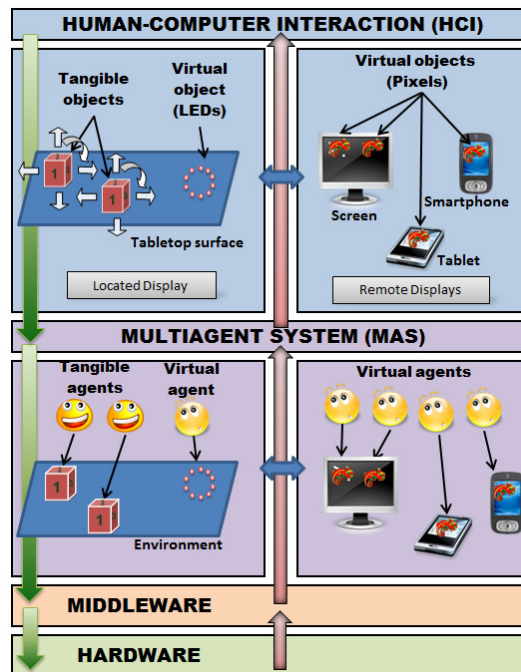 HUMAN-COMPUTER INTERACTION (HCI)
Tangible
objects
Virtual
object
(LEDs)
1
1
Tabletop surface
Located Display
Virtual objects
(Pixels)
Screen
Smartphone
Tablet
Remote Displays
MULTIAGENT SYSTEM (MAS)
Tangible
agents
Virtual
agent
1
1
Environment
Virtual agents
MIDDLEWARE
HARDWARE